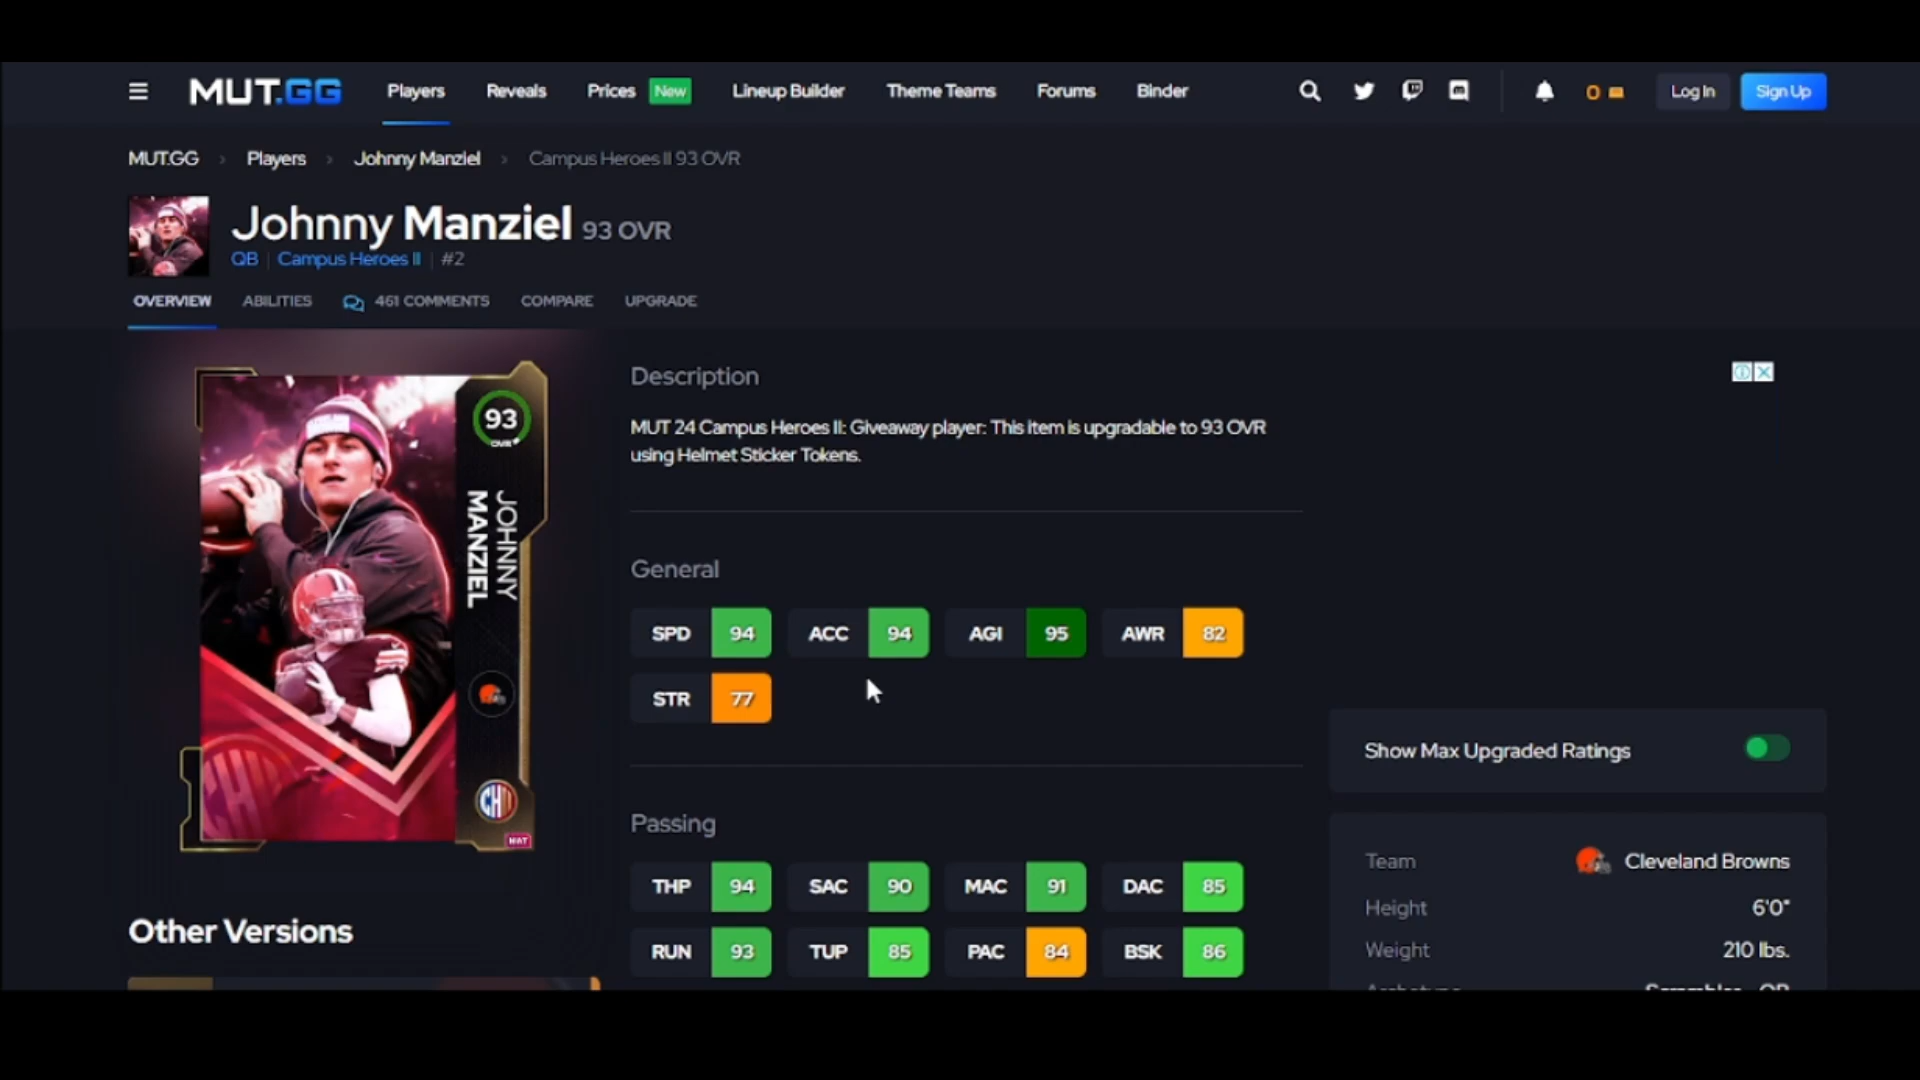 MUT.GG
Players
Reveals
Prices New
Lineup Builder
Theme Teams
Forums
Binder
0
Log In
Sign Up
MUT.GG > Players > Johnny Manziel > Campus Heroes II 93 OVR
Johnny Manziel 93 OVR
QB | Campus Heroes II | #2
OVERVIEW
ABILITIES
461 COMMENTS
COMPARE
UPGRADE
93
OVR
JOHNNY
MANZIEL
CH
NAT
Other Versions
Description
MUT 24 Campus Heroes II: Giveaway player: This item is upgradable to 93 OVR
using Helmet Sticker Tokens.
General
SPD 94 ACC 94 AGI 95 AWR 82
STR 77
Passing
THP 94 SAC 90 MAC 91 DAC 85
RUN 93 TUP 85 PAC 84 BSK 86
Show Max Upgraded Ratings
Team Cleveland Browns
Height 6'0"
Weight 210 lbs.